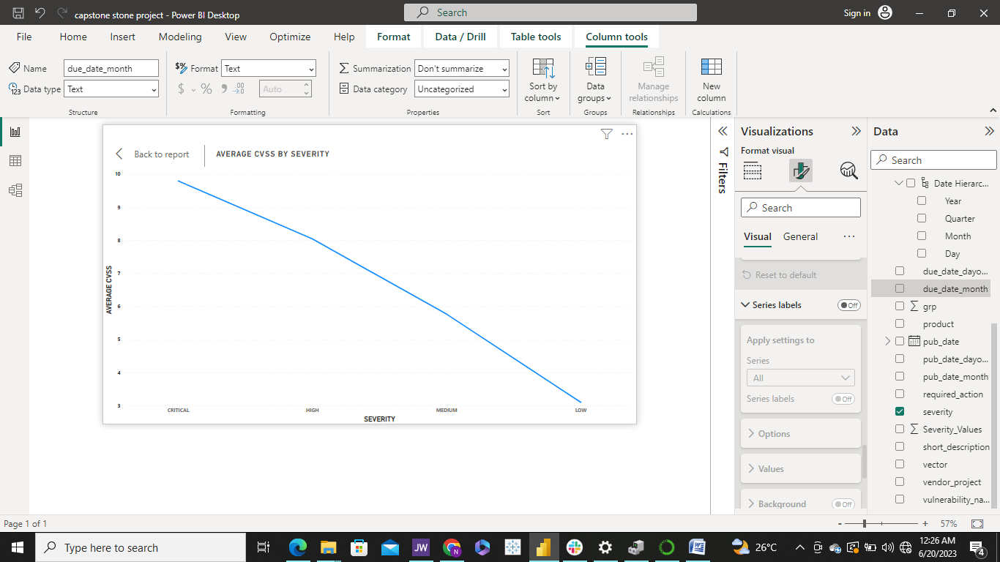 capstone stone project - Power BI Desktop
Search
Sign in
File Home Insert Modeling View Optimize Help Format Data / Drill Table tools Column tools
Name due_date_month
Data type Text
Structure
Format Text
$ % 9 .00
Auto
Formatting
Summarization Don't summarize
Data category Uncategorized
Properties
Sort by column
Sort
Data groups
Groups
Manage relationships
Relationships
New column
Calculations
Back to report
AVERAGE CVSS BY SEVERITY
10
9
8
7
6
5
4
3
AVERAGE CVSS
CRITICAL HIGH MEDIUM LOW
SEVERITY
Filters
Visualizations
Format visual
Search
Visual General
Reset to default
Series labels Off
Apply settings to
Series
All
Series labels Off
Options
Values
Background Off
Data
Search
Date Hierarc...
Year
Quarter
Month
Day
due_date_dayo...
due_date_month
grp
product
pub_date
pub_date_dayo...
pub_date_month
required_action
severity
Severity_Values
short_description
vector
vendor_project
vulnerability_na...
Page 1 of 1
- + 57%
Type here to search
JW
N
26°C
12:26 AM
6/20/2023
4